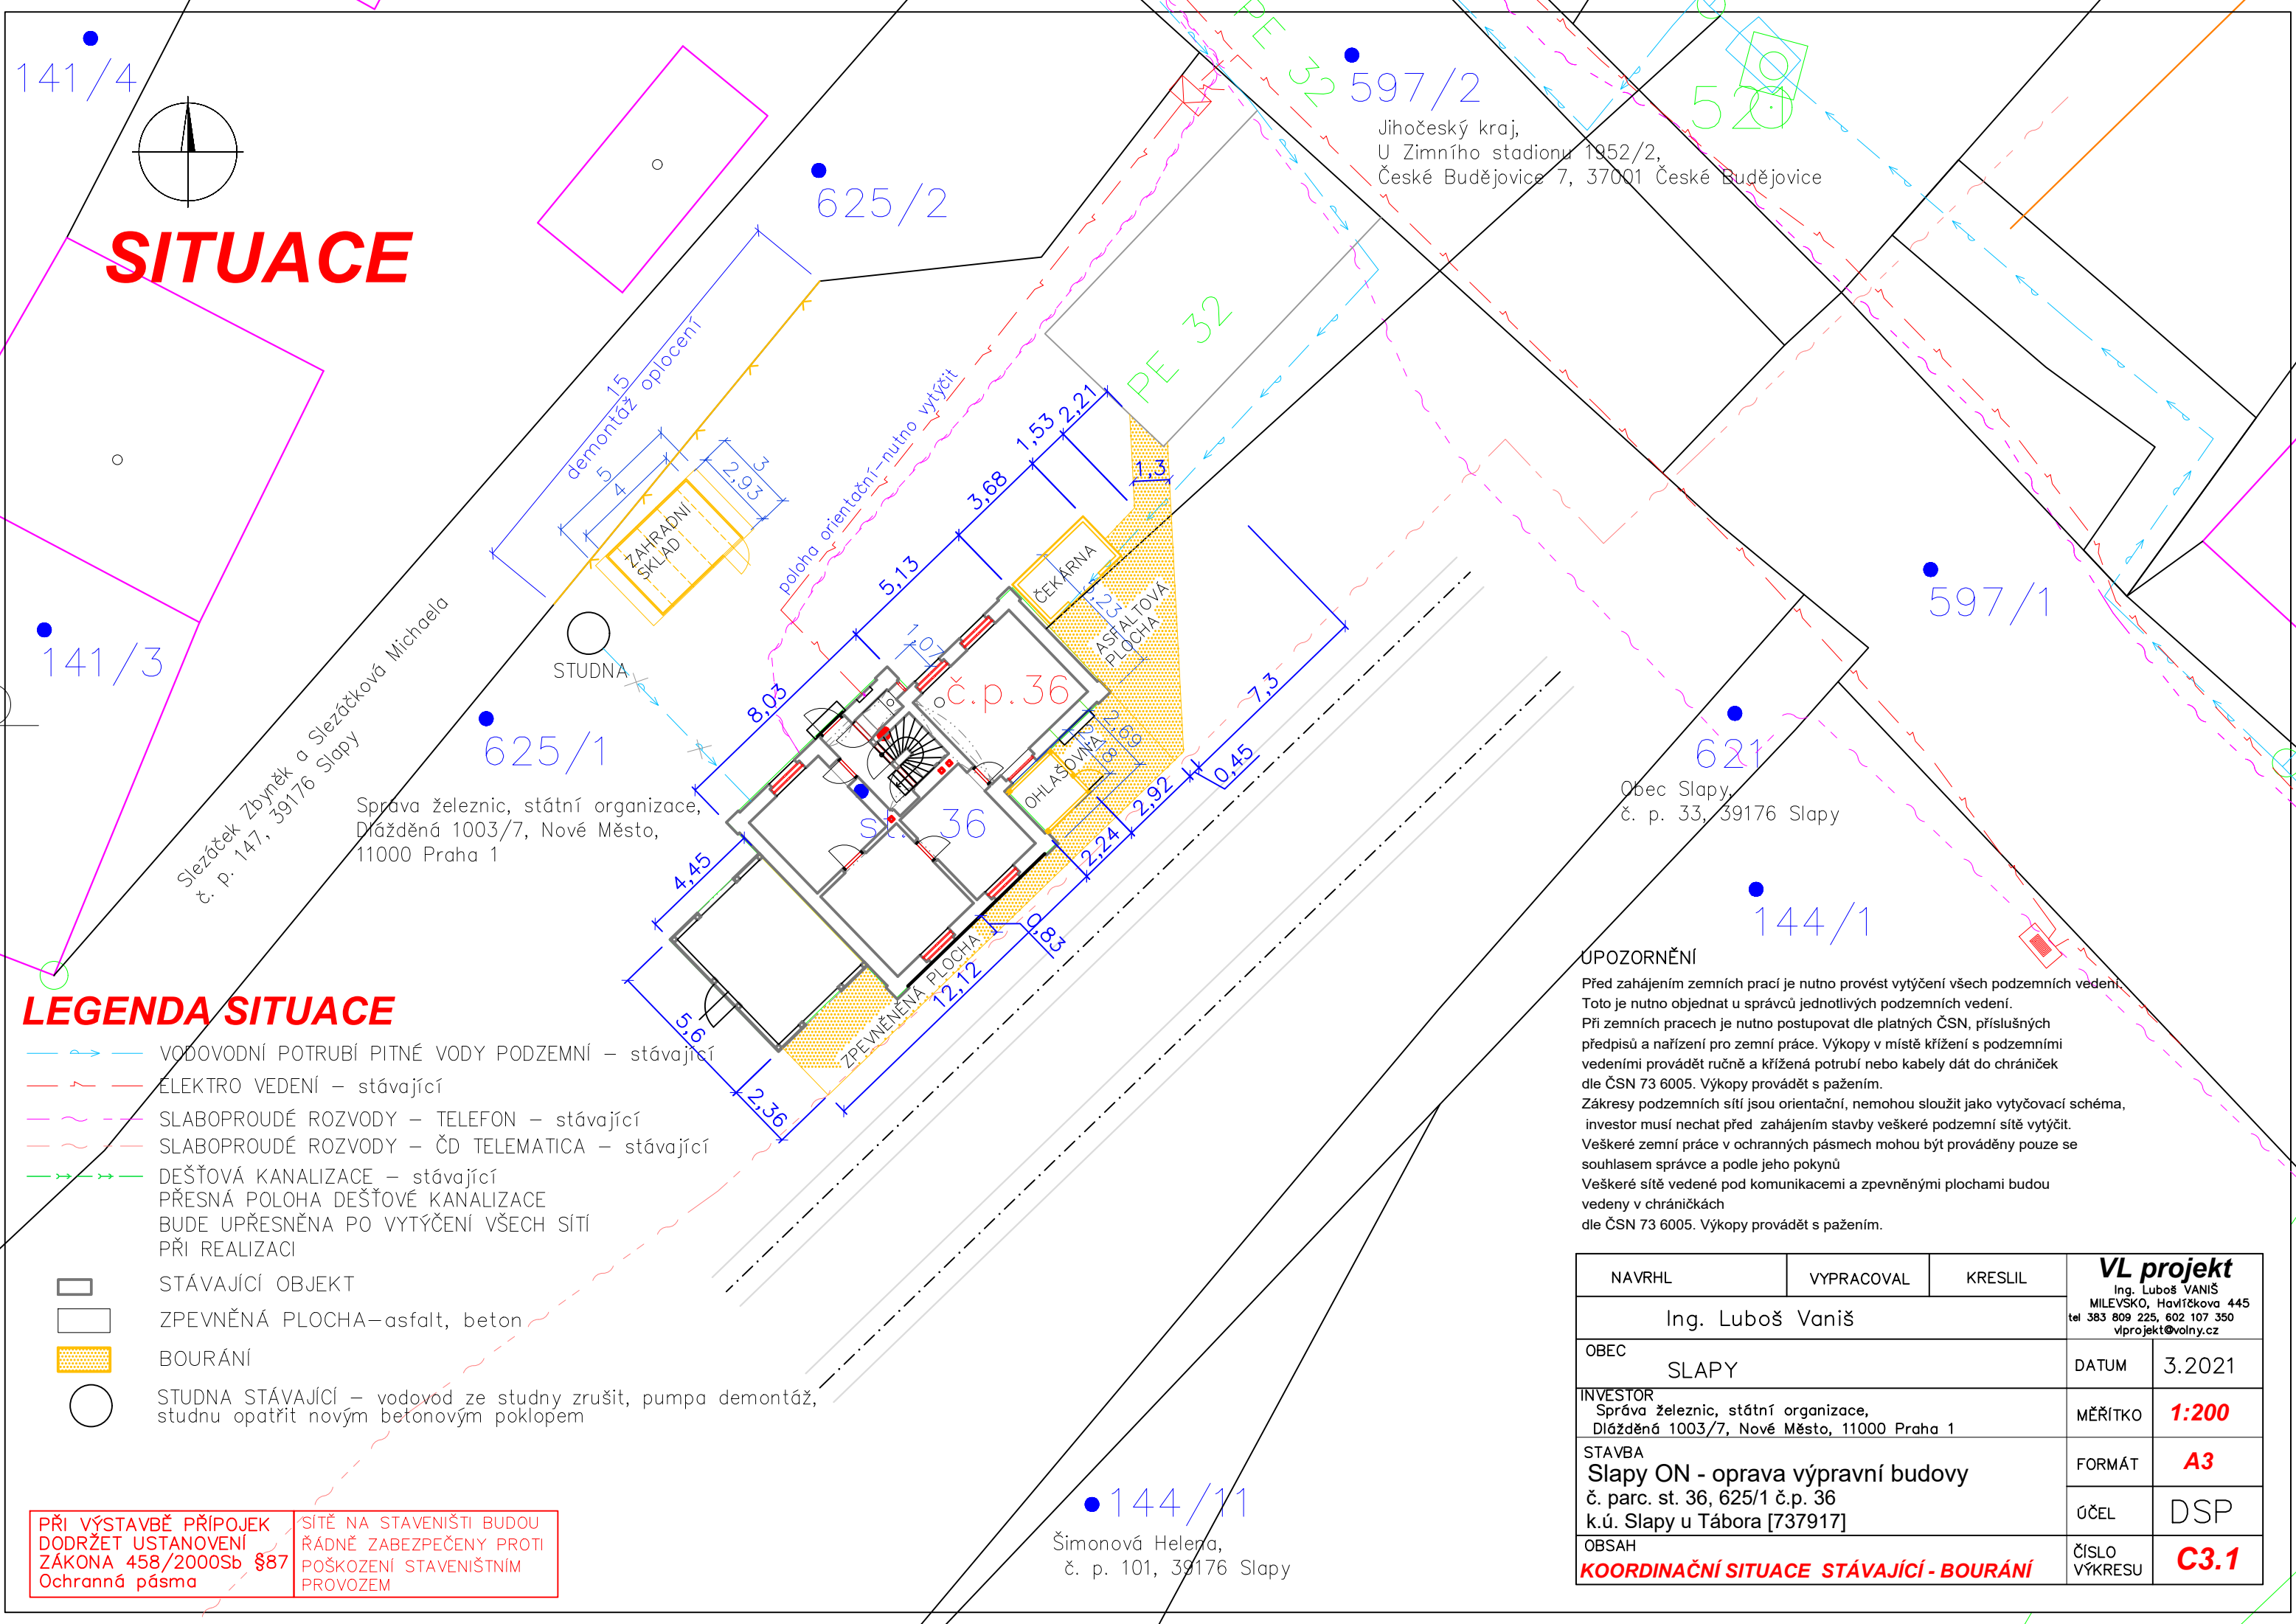 141/4
SITUACE
625/2
597/2
Jihočeský kraj,
U Zimního stadionu 1952/2,
České Budějovice 7, 37001 České Budějovice
PE 32
521
PE 32
15
demontáž oplocení
5
4
3
2,93
ZAHRADNÍ
SKLAD
poloha orientační-nutno vytýčit
2,21
1,53
3,68
5,13
8,03
1,3
1,07
ČEKÁRNA
ASFALTOVÁ
PLOCHA
č.p.36
7,3
0,45
2,92
2,24
2,69
OHLAŠOVNA
STUDNA
141/3
Slezáček Zbyněk a Slezáčková Michaela
č. p. 147, 39176 Slapy
625/1
Správa železnic, státní organizace,
Dlážděná 1003/7, Nové Město,
11000 Praha 1
st. 36
4,45
5,6
2,36
12,12
0,83
ZPEVNĚNÁ PLOCHA
597/1
621
Obec Slapy,
č. p. 33, 39176 Slapy
144/1
LEGENDA SITUACE
VODOVODNÍ POTRUBÍ PITNÉ VODY PODZEMNÍ – stávající
ELEKTRO VEDENÍ – stávající
SLABOPROUDÉ ROZVODY – TELEFON – stávající
SLABOPROUDÉ ROZVODY – ČD TELEMATICA – stávající
DEŠŤOVÁ KANALIZACE – stávající
PŘESNÁ POLOHA DEŠŤOVÉ KANALIZACE
BUDE UPŘESNĚNA PO VYTÝČENÍ VŠECH SÍTÍ
PŘI REALIZACI
STÁVAJÍCÍ OBJEKT
ZPEVNĚNÁ PLOCHA–asfalt, beton
BOURÁNÍ
STUDNA STÁVAJÍCÍ – vodovod ze studny zrušit, pumpa demontáž,
studnu opatřit novým betonovým poklopem
PŘI VÝSTAVBĚ PŘÍPOJEK
DODRŽET USTANOVENÍ
ZÁKONA 458/2000Sb §87
Ochranná pásma
SÍTĚ NA STAVENIŠTI BUDOU
ŘÁDNĚ ZABEZPEČENY PROTI
POŠKOZENÍ STAVENIŠTNÍM
PROVOZEM
144/11
Šimonová Helena,
č. p. 101, 39176 Slapy
UPOZORNĚNÍ
Před zahájením zemních prací je nutno provést vytýčení všech podzemních vedení.
Toto je nutno objednat u správců jednotlivých podzemních vedení.
Při zemních pracech je nutno postupovat dle platných ČSN, příslušných
předpisů a nařízení pro zemní práce. Výkopy v místě křížení s podzemními
vedeními provádět ručně a křížená potrubí nebo kabely dát do chrániček
dle ČSN 73 6005. Výkopy provádět s pažením.
Zákresy podzemních sítí jsou orientační, nemohou sloužit jako vytyčovací schéma,
investor musí nechat před zahájením stavby veškeré podzemní sítě vytýčit.
Veškeré zemní práce v ochranných pásmech mohou být prováděny pouze se
souhlasem správce a podle jeho pokynů
Veškeré sítě vedené pod komunikacemi a zpevněnými plochami budou
vedeny v chráničkách
dle ČSN 73 6005. Výkopy provádět s pažením.
NAVRHL
VYPRACOVAL
KRESLIL
VL projekt
Ing. Luboš VANIŠ
MILEVSKO, Havlíčkova 445
tel 383 809 225, 602 107 350
vlprojekt@volny.cz
Ing. Luboš Vaniš
OBEC
SLAPY
DATUM
3.2021
INVESTOR
Správa železnic, státní organizace,
Dlážděná 1003/7, Nové Město, 11000 Praha 1
MĚŘÍTKO
1:200
STAVBA
Slapy ON - oprava výpravní budovy
č. parc. st. 36, 625/1 č.p. 36
k.ú. Slapy u Tábora [737917]
FORMÁT
A3
ÚČEL
DSP
OBSAH
KOORDINAČNÍ SITUACE STÁVAJÍCÍ - BOURÁNÍ
ČÍSLO
VÝKRESU
C3.1